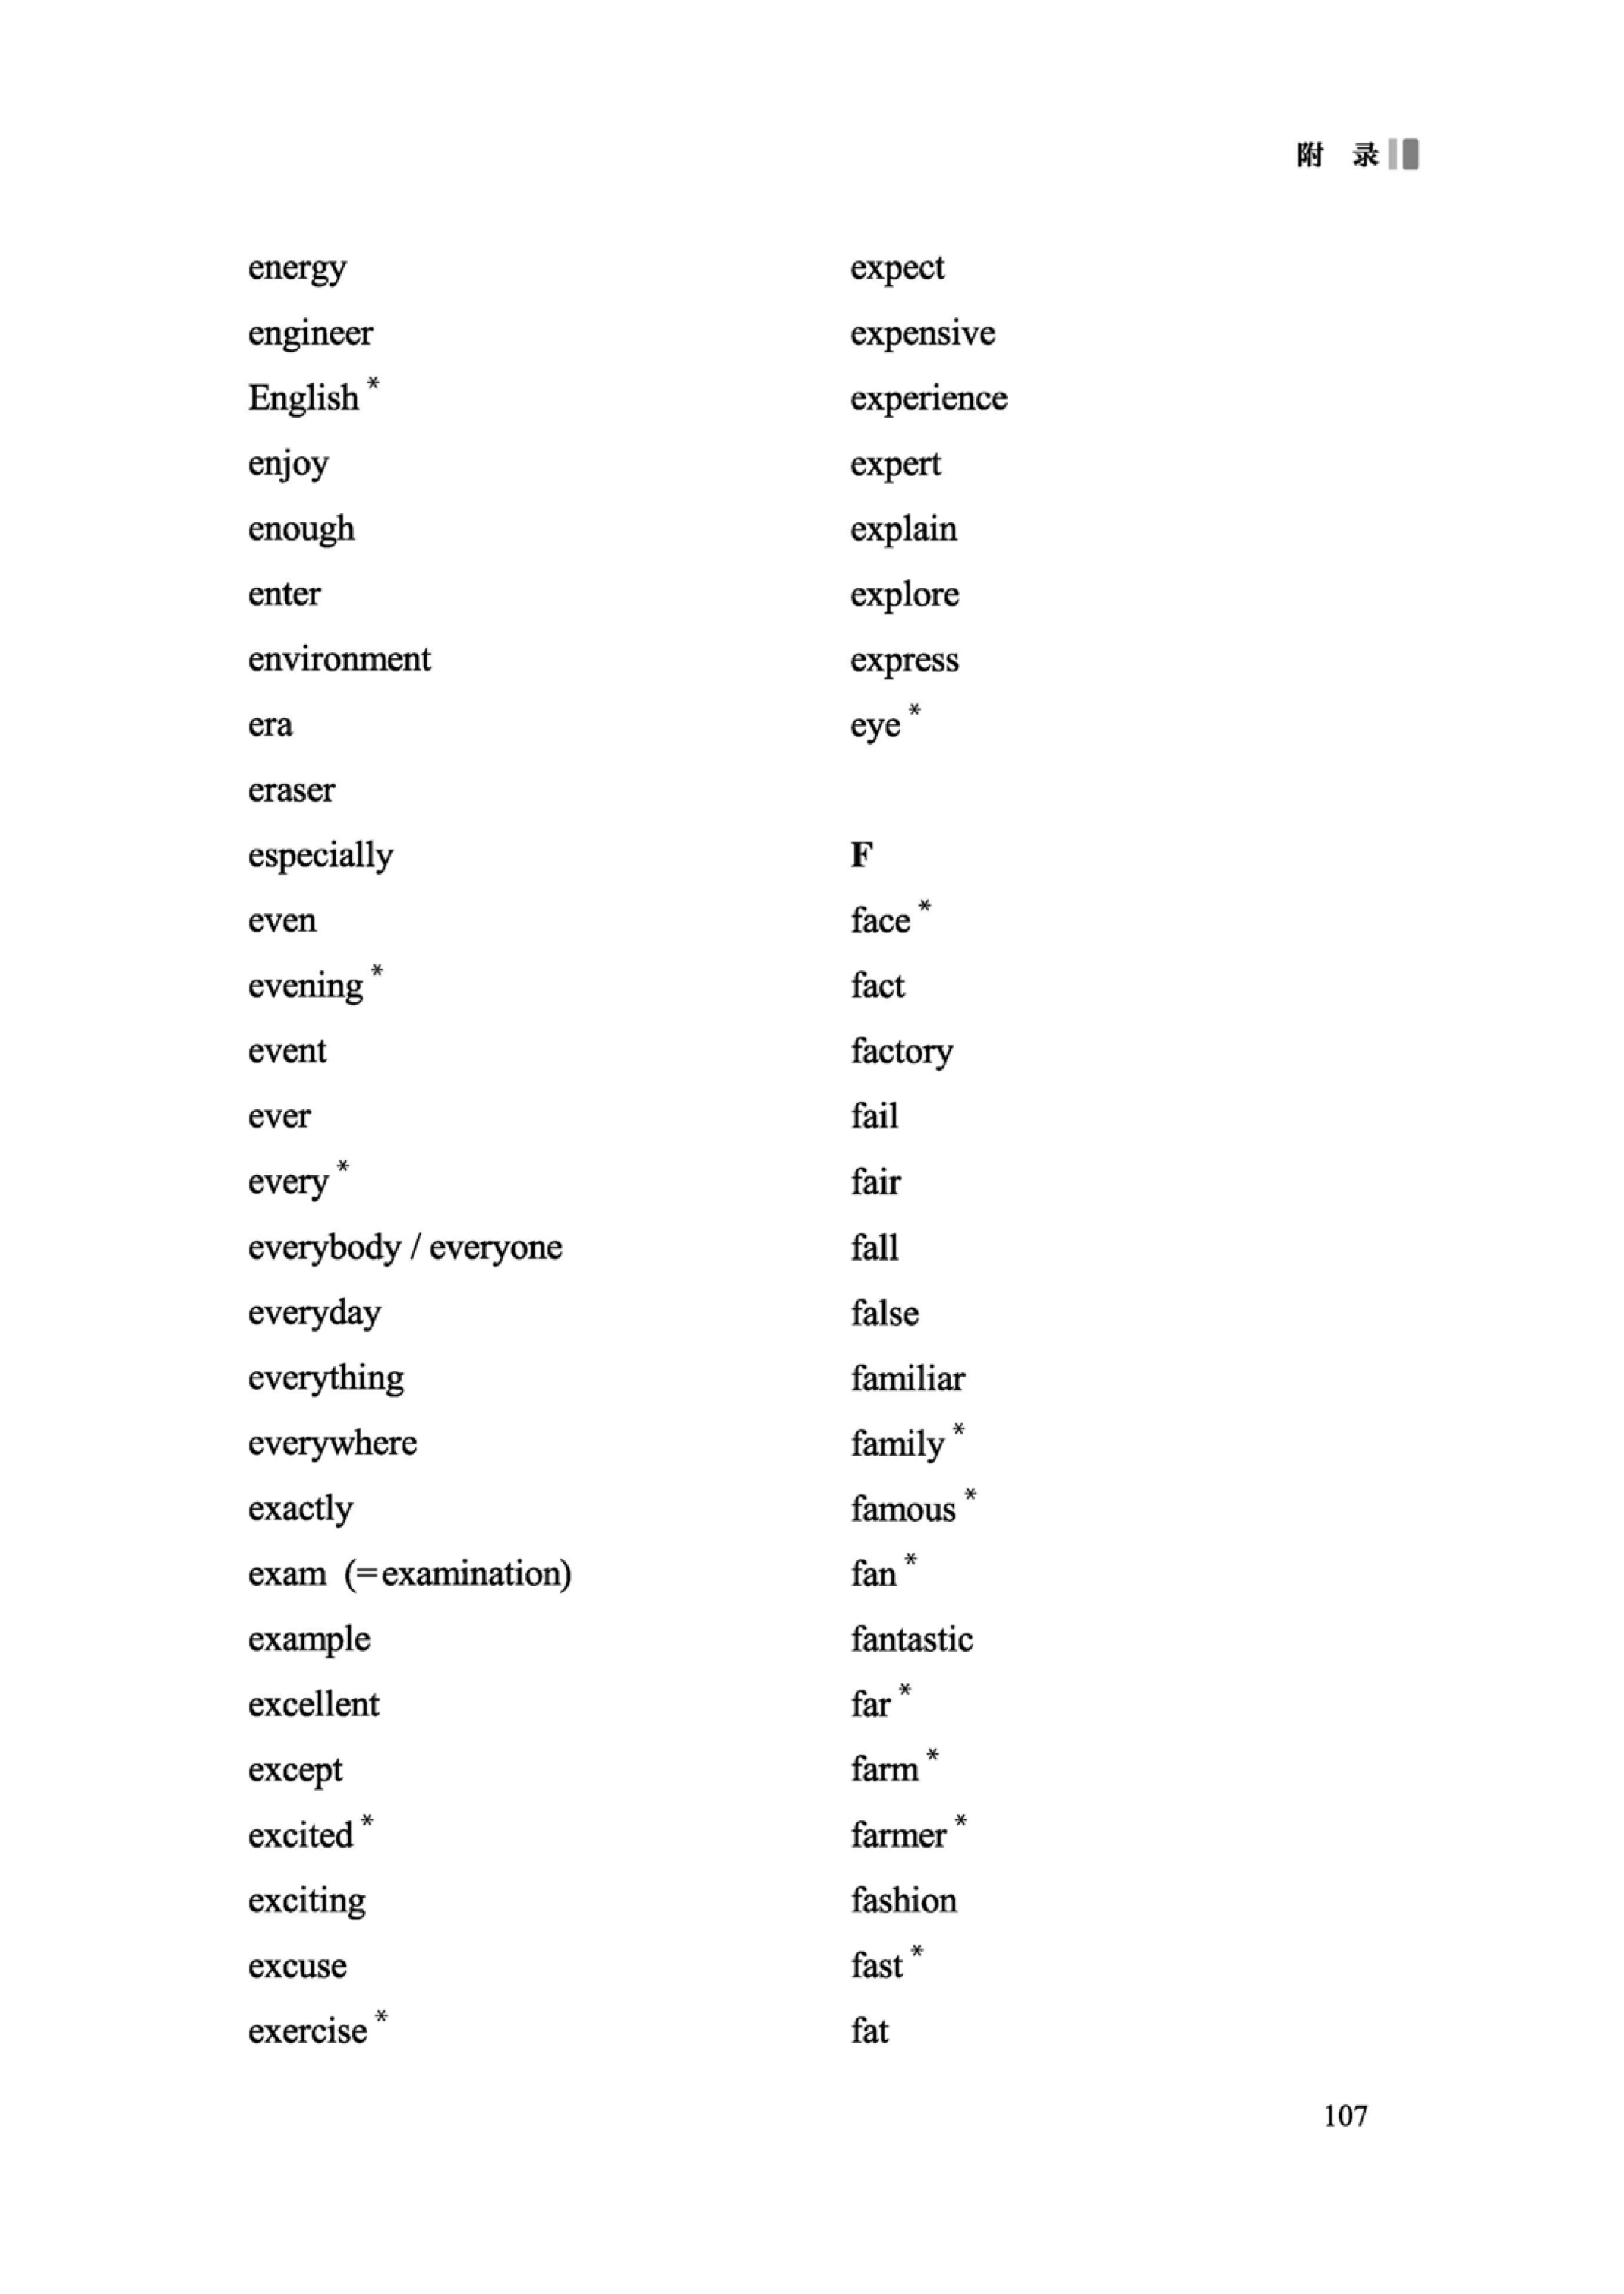 附 录
energy
engineer
English *
enjoy
enough
enter
environment
era
eraser
especially
even
evening *
event
ever
every *
everybody / everyone
everyday
everything
everywhere
exactly
exam (=examination)
example
excellent
except
excited *
exciting
excuse
exercise *
expect
expensive
experience
expert
explain
explore
express
eye *
F
face *
fact
factory
fail
fair
fall
false
familiar
family *
famous *
fan *
fantastic
far *
farm *
farmer *
fashion
fast *
fat
107